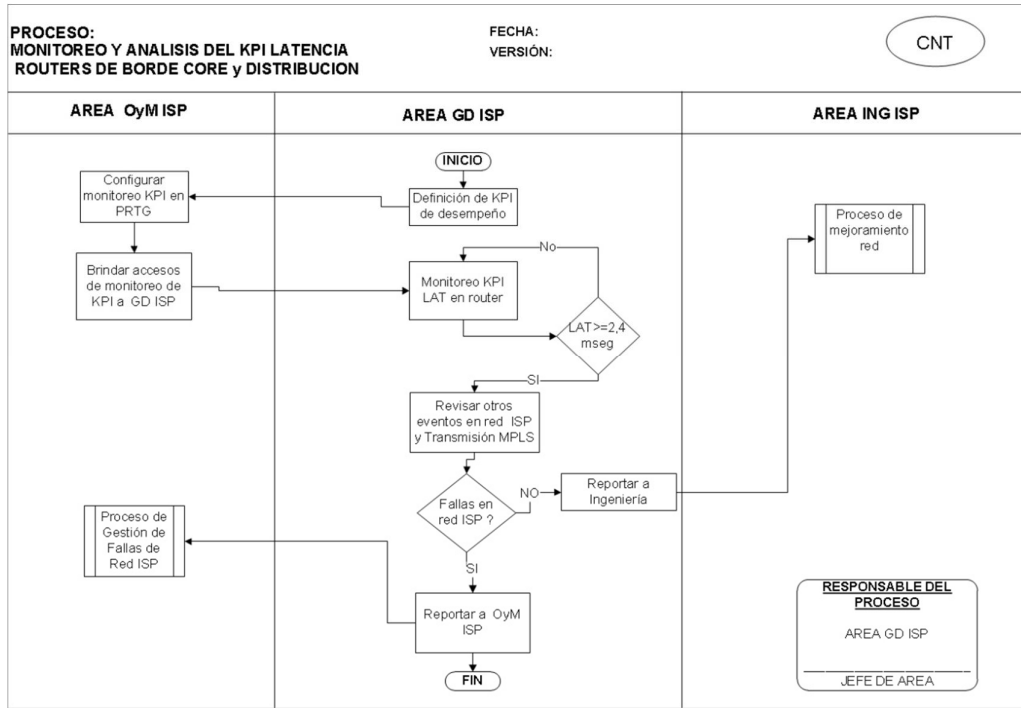 PROCESO:
MONITOREO Y ANALISIS DEL KPI LATENCIA
ROUTERS DE BORDE CORE y DISTRIBUCION
FECHA:
VERSIÓN:
CNT
AREA OyM ISP
AREA GD ISP
AREA ING ISP
INICIO
Definición de KPI
de desempeño
Configurar
monitoreo KPI en
PRTG
Brindar accesos
de monitoreo de
KPI a GD ISP
No
Monitoreo KPI
LAT en router
LAT>=2,4
mseg
SI
Revisar otros
eventos en red ISP
y Transmisión MPLS
Fallas en
red ISP ?
NO
Reportar a
Ingeniería
Proceso de
mejoramiento
red
SI
Reportar a OyM
ISP
Proceso de
Gestión de
Fallas de
Red ISP
FIN
RESPONSABLE DEL
PROCESO
AREA GD ISP
JEFE DE AREA